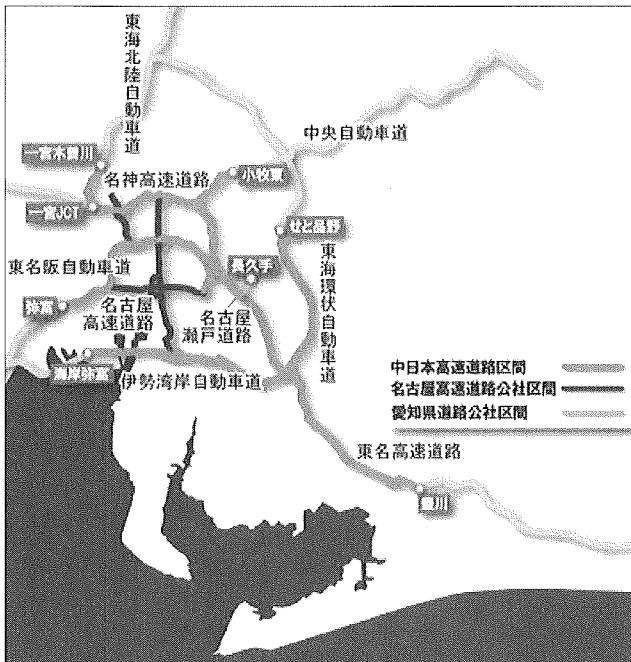 東海北陸自動車道
中央自動車道
一宮木曽川
名神高速道路
小牧東
一宮JCT
せと品野
東名阪自動車道
長久手
東海環状自動車道
弥富
名古屋
高速道路
名古屋
瀬戸道路
湾岸弥富
伊勢湾岸自動車道
中日本高速道路区間
名古屋高速道路公社区間
愛知県道路公社区間
東名高速道路
豊川